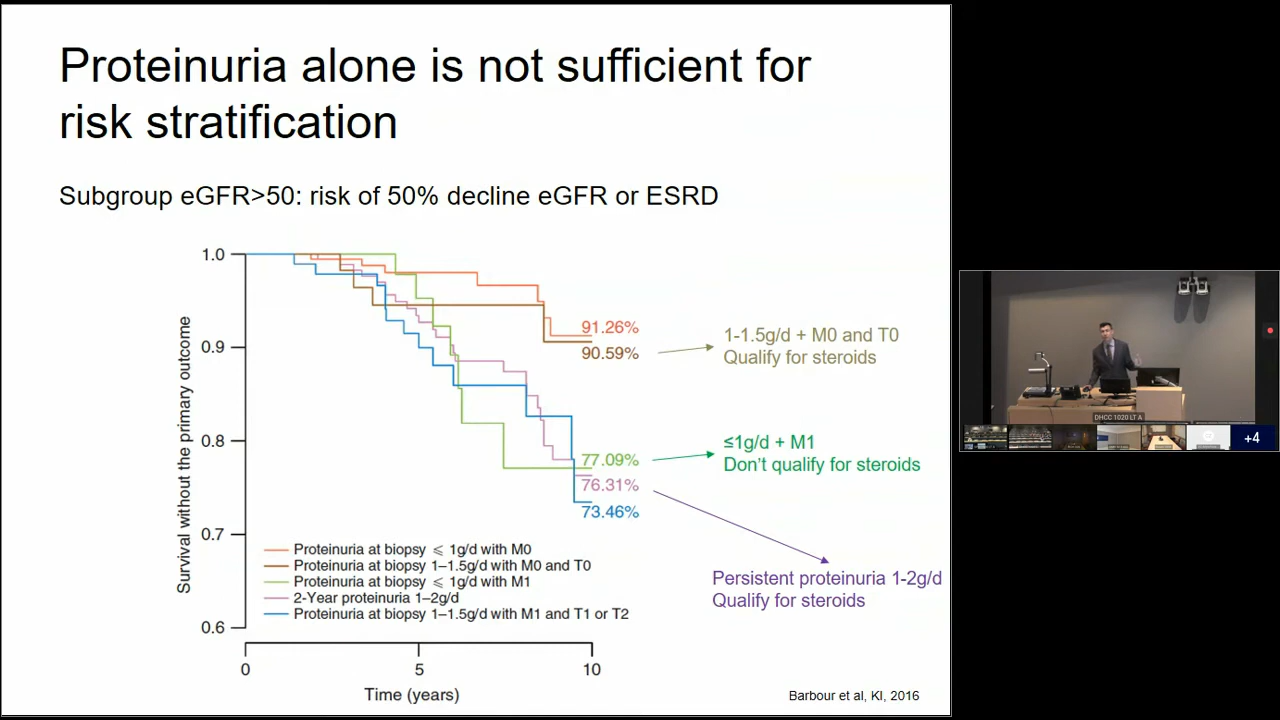 Proteinuria alone is not sufficient for
risk stratification
Subgroup eGFR>50: risk of 50% decline eGFR or ESRD
Survival without the primary outcome
1.0
0.9
0.8
0.7
0.6
91.26%
90.59%
77.09%
76.31%
73.46%
1-1.5g/d + M0 and T0
Qualify for steroids
≤1g/d + M1
Don't qualify for steroids
Persistent proteinuria 1-2g/d
Qualify for steroids
Proteinuria at biopsy ⩽ 1g/d with M0
Proteinuria at biopsy 1–1.5g/d with M0 and T0
Proteinuria at biopsy ⩽ 1g/d with M1
2-Year proteinuria 1–2g/d
Proteinuria at biopsy 1–1.5g/d with M1 and T1 or T2
0
5
10
Time (years)
Barbour et al, KI, 2016
DHCC 1020 LT A
+4